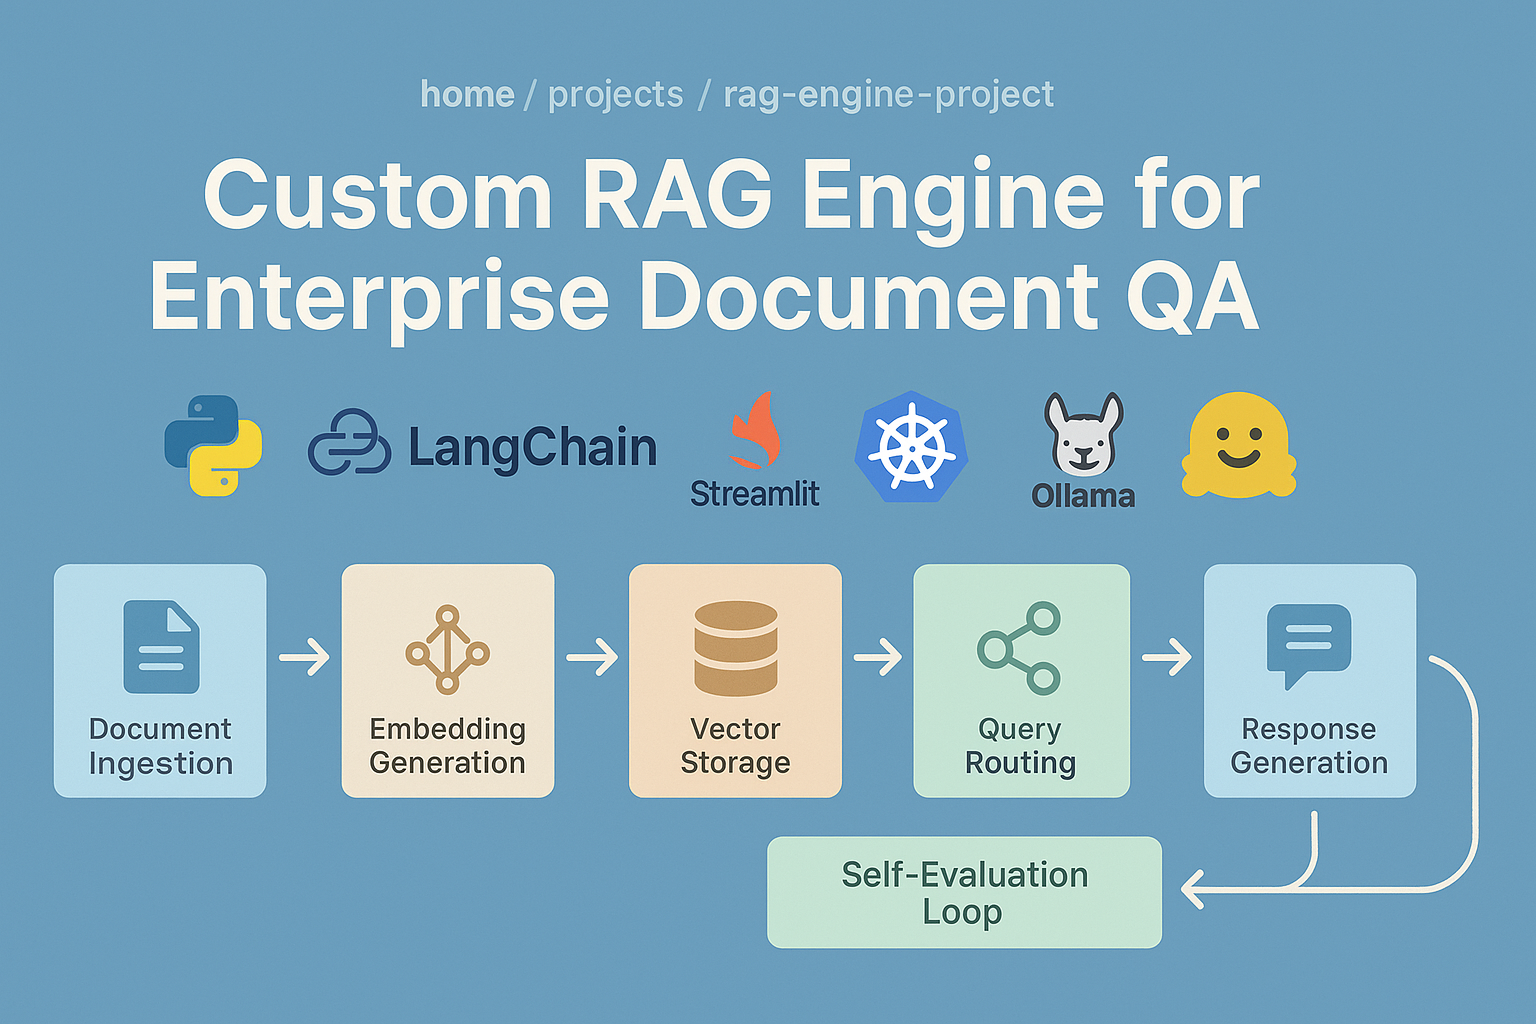 home / projects / rag-engine-project
Custom RAG Engine for
Enterprise Document QA
LangChain
Streamlit
Ollama
Document
Ingestion
Embedding
Generation
Vector
Storage
Query
Routing
Response
Generation
Self-Evaluation
Loop